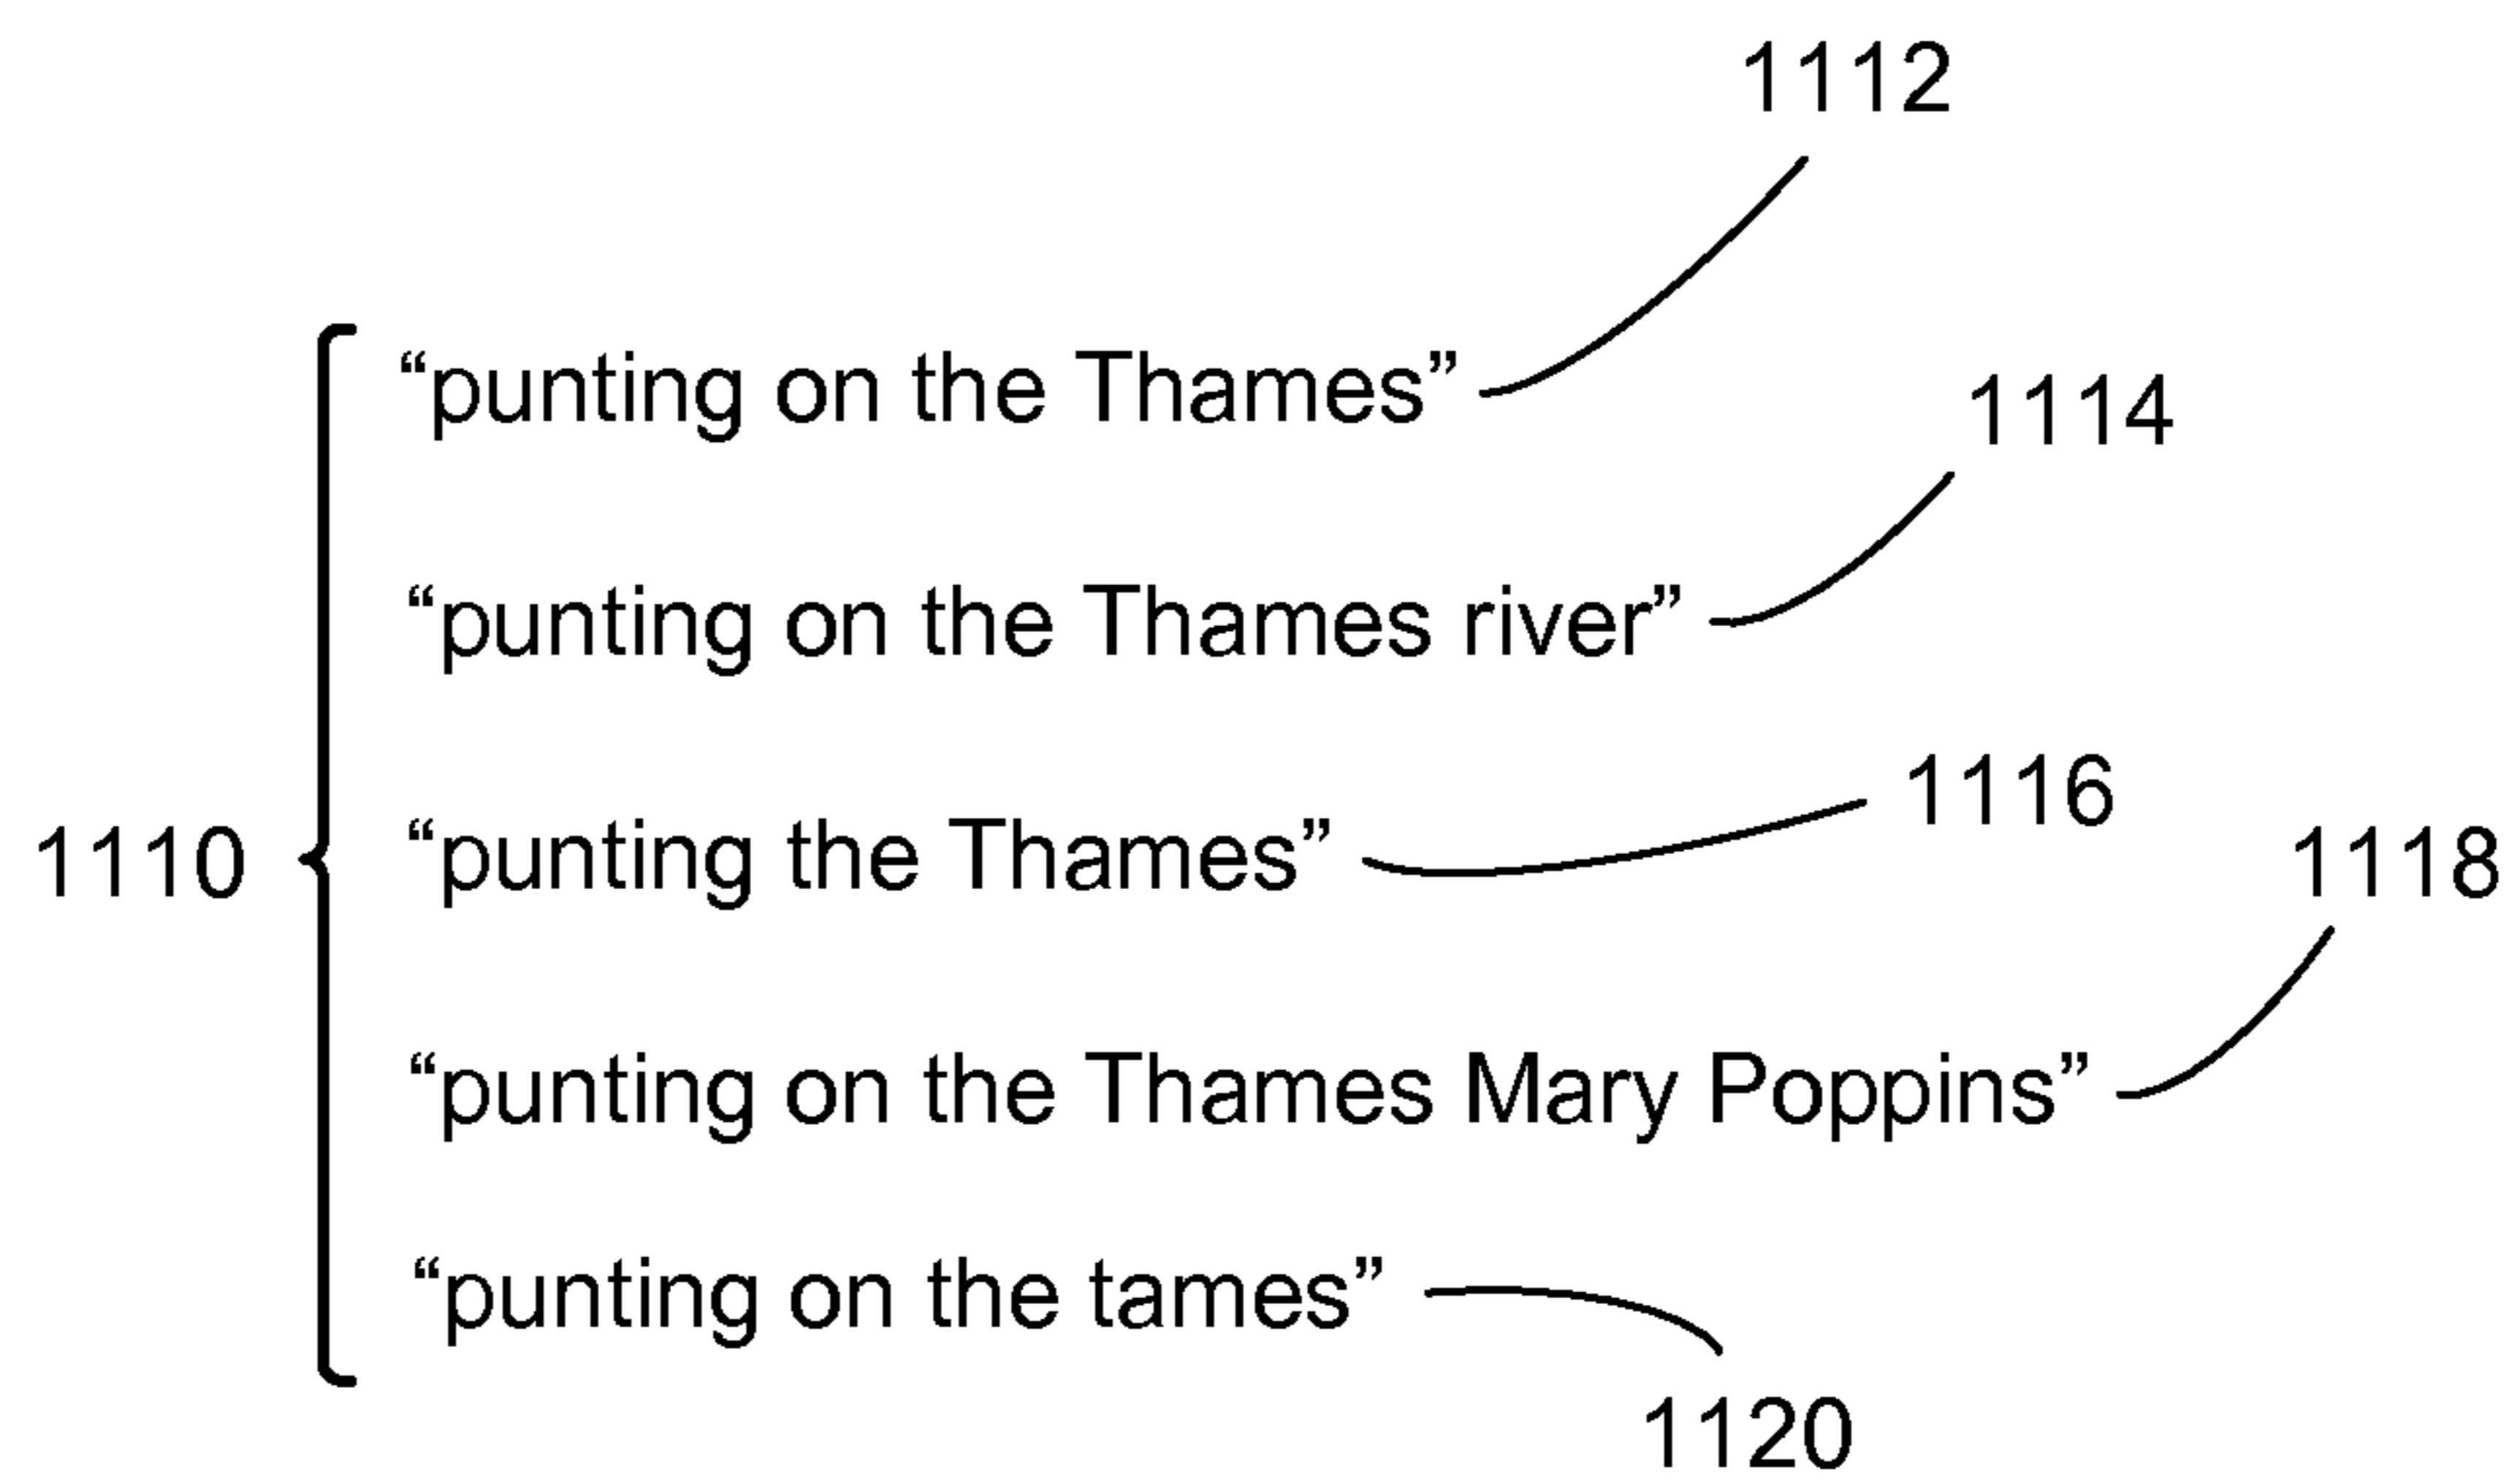 1112
“punting on the Thames”
1114
“punting on the Thames river”
1116
“punting the Thames”
1110
1118
“punting on the Thames Mary Poppins”
“punting on the tames”
1120